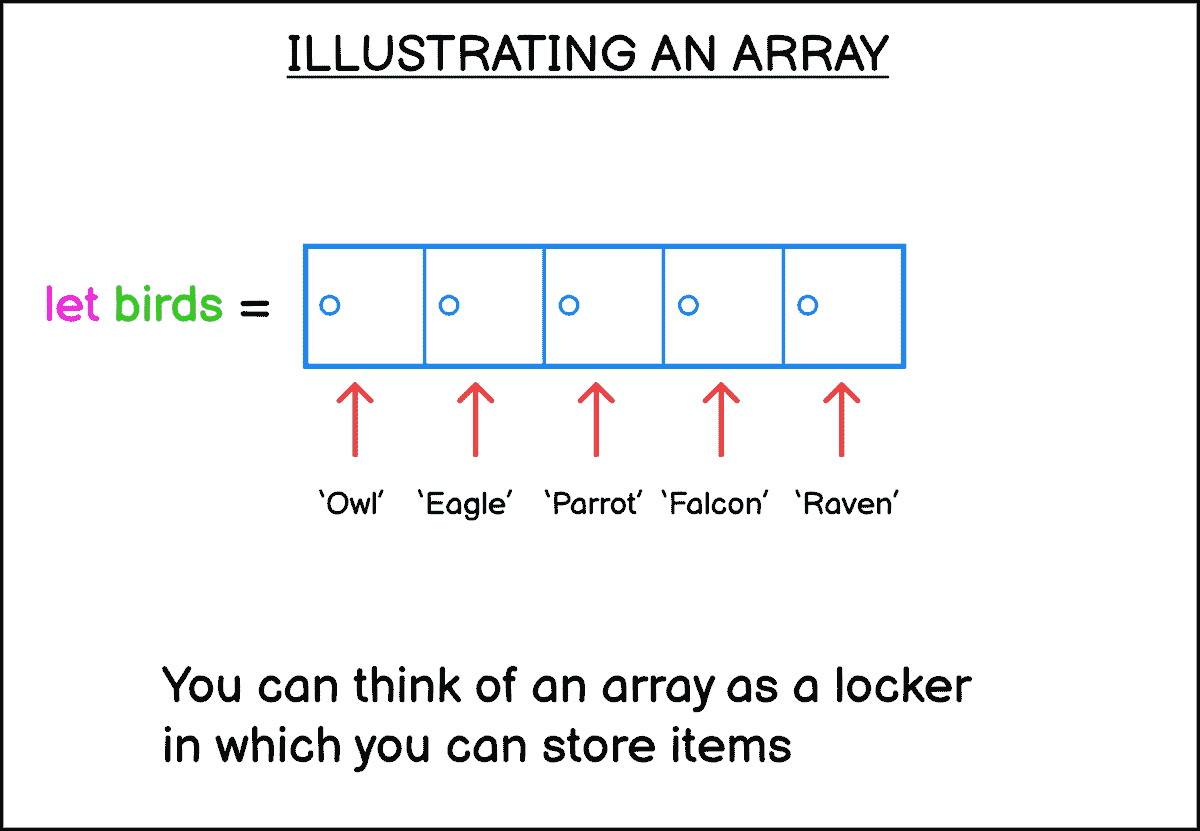 ILLUSTRATING AN ARRAY
let birds =
‵Owl′ ‵Eagle′ ‵Parrot′ ‵Falcon′ ‵Raven′
You can think of an array as a locker
in which you can store items